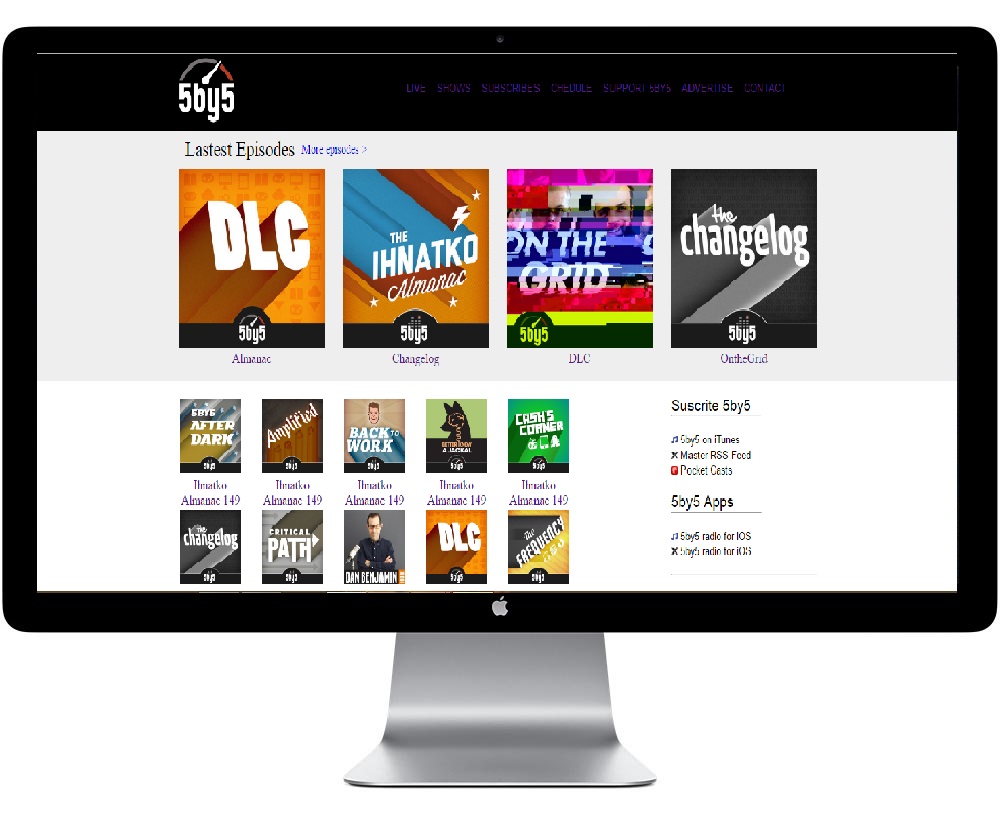 5by5
LIVE SHOWS SUBSCRIBES CHEDULE SUPPORT 5BY5 ADVERTISE CONTACT
Lastest Episodes More episodes >
DLC
5by5
THE
IHNATKO
Almanac
5by5
ON THE
GRID
5by5
the
changelog
5by5
Almanac
Changelog
DLC
OntheGrid
5BY5
AFTER
DARK
5by5
Amplified
5by5
BACK TO
WORK
5by5
BETTER KNOW
A JACKAL
5by5
CASH'S
CORNER
5by5
Ihnatko
Almanac 149
Ihnatko
Almanac 149
Ihnatko
Almanac 149
Ihnatko
Almanac 149
Ihnatko
Almanac 149
the
changelog
5by5
CRITICAL
PATH
5by5
DAN BENJAMIN
DLC
5by5
the
FREQUENCY
5by5
Suscrite 5by5
5by5 on iTunes
Master RSS Feed
Pocket Casts
5by5 Apps
5by5 radio for IOS
5by5 radio for iOS